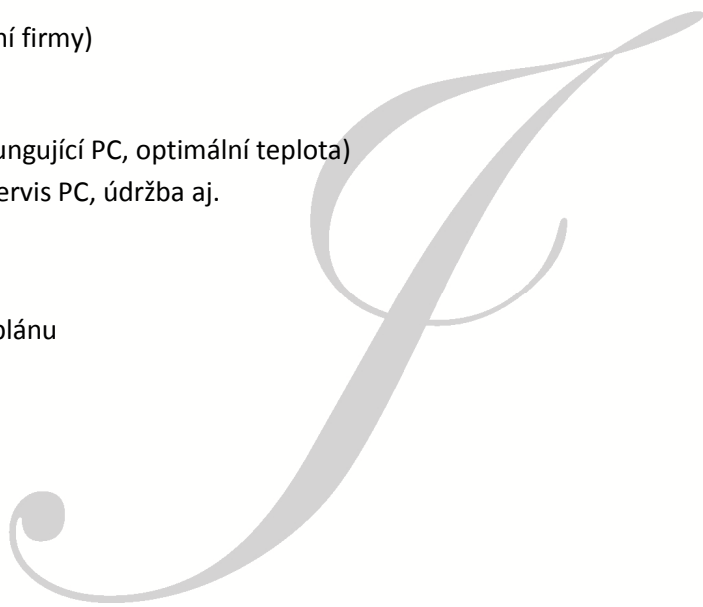 ní firmy)
ungující PC, optimální teplota)
ervis PC, údržba aj.
plánu